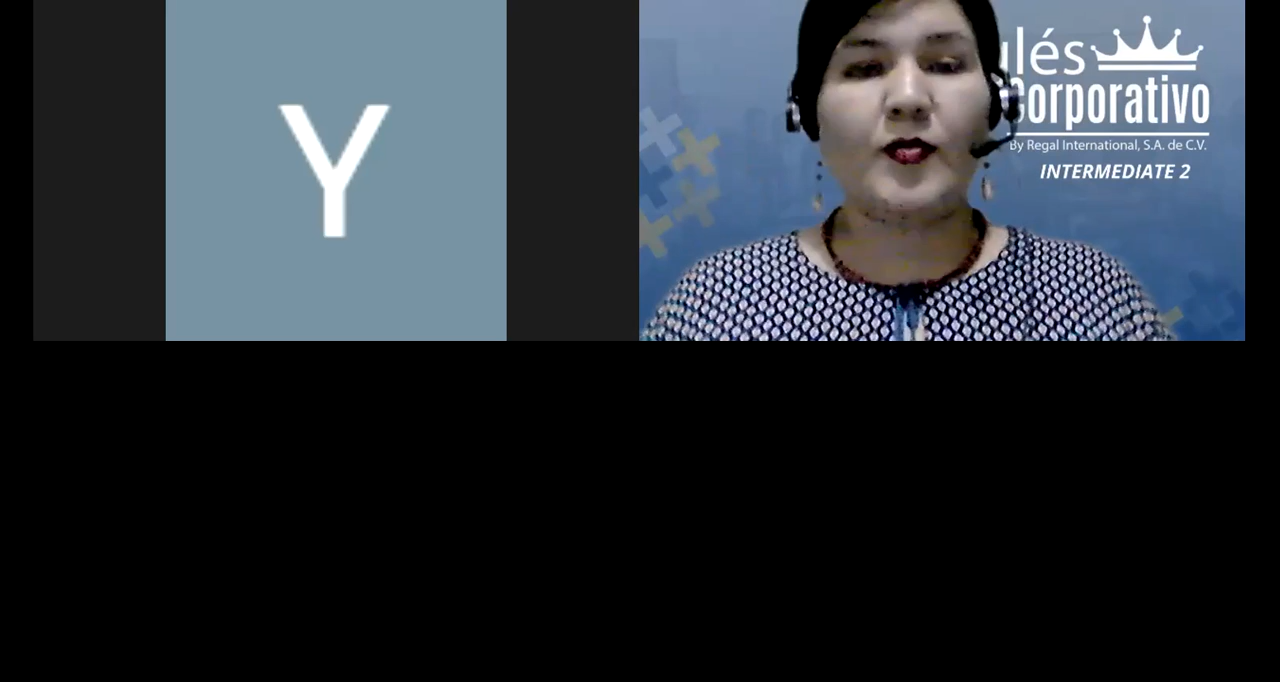 Y
lés
Corporativo
By Regal International, S.A. de C.V.
INTERMEDIATE 2